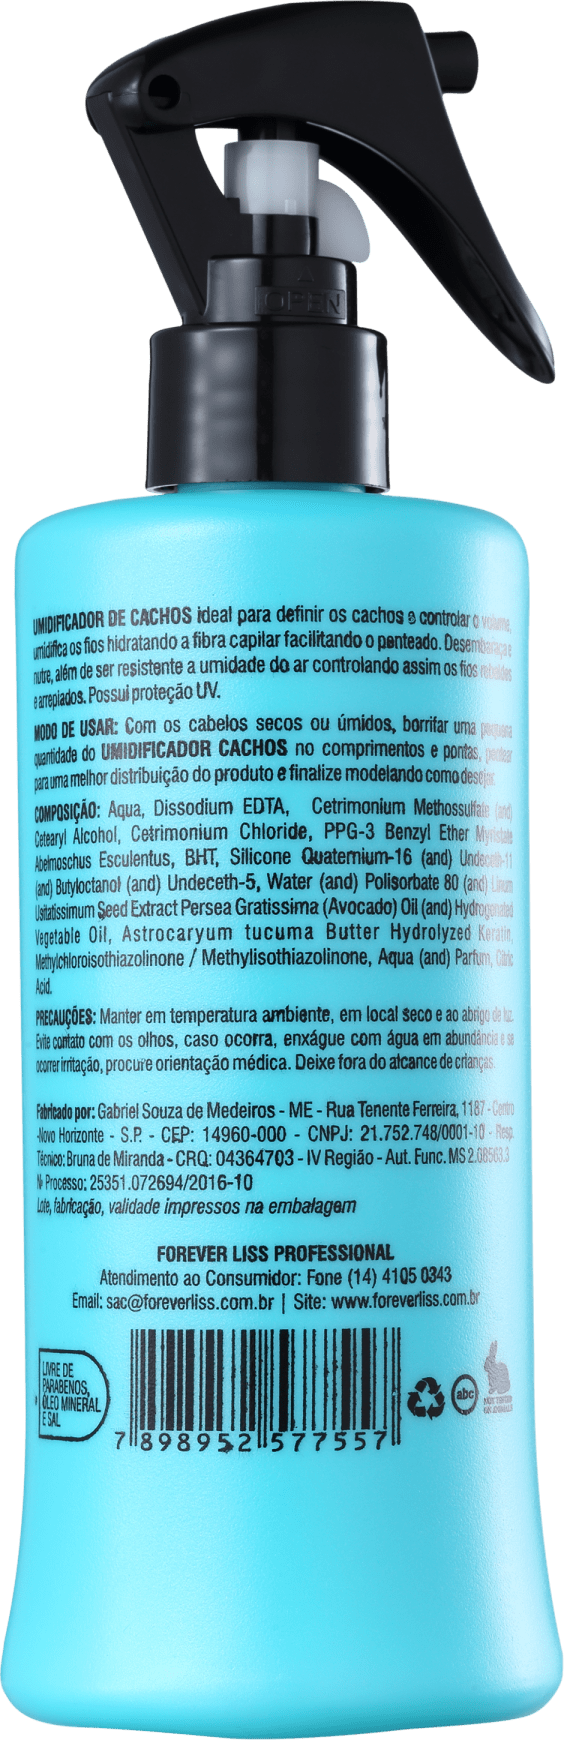 OPEN
UMIDIFICADOR DE CACHOS ideal para definir os cachos e controlar o volume,
umidifica os fios hidratando a fibra capilar facilitando o penteado. Desembaraça e
nutre, além de ser resistente a umidade do ar controlando assim os fios rebeldes
e arrepiados. Possui proteção UV.
MODO DE USAR: Com os cabelos secos ou úmidos, borrifar uma pequena
quantidade do UMIDIFICADOR CACHOS no comprimentos e pontas, pentear
para uma melhor distribuição do produto e finalize modelando como desejar.
COMPOSIÇÃO: Aqua, Dissodium EDTA, Cetrimonium Methossulfate (and)
Cetearyl Alcohol, Cetrimonium Chloride, PPG-3 Benzyl Ether Myristate
Abelmoschus Esculentus, BHT, Silicone Quaternium-16 (and) Undeceth-11
(and) Butyloctanol (and) Undeceth-5, Water (and) Polisorbate 80 (and) Linum
Usitatissimum Seed Extract Persea Gratissima (Avocado) Oil (and) Hydrogenated
Vegetable Oil, Astrocaryum tucuma Butter Hydrolyzed Keratin,
Methylchloroisothiazolinone / Methylisothiazolinone, Aqua (and) Parfum, Citric
Acid.
PRECAUÇÕES: Manter em temperatura ambiente, em local seco e ao abrigo de luz.
Evite contato com os olhos, caso ocorra, enxágue com água em abundância e se
ocorrer irritação, procure orientação médica. Deixe fora do alcance de crianças.
Fabricado por: Gabriel Souza de Medeiros - ME - Rua Tenente Ferreira, 1187 - Centro
-Novo Horizonte - S.P. - CEP: 14960-000 - CNPJ: 21.752.748/0001-10 - Resp.
Técnico: Bruna de Miranda - CRQ: 04364703 - IV Região - Aut. Func. MS
Nº Processo: 25351.072694/2016-10
Lote, fabricação, validade impressos na embalagem
FOREVER LISS PROFESSIONAL
Atendimento ao Consumidor: Fone (14) 4105 0343
Email: sac@foreverliss.com.br | Site: www.foreverliss.com.br
LIVRE DE
PARABENOS,
ÓLEO MINERAL
E SAL
7 898952 577557
abc